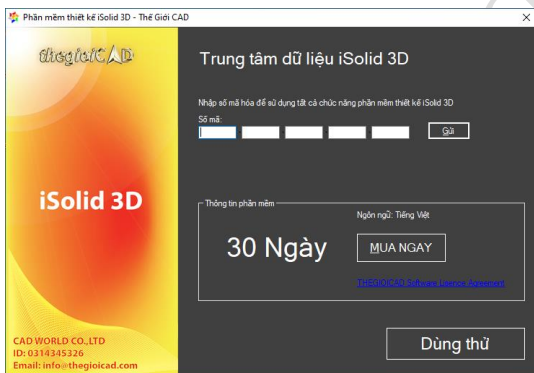 Phần mềm thiết kế iSolid 3D - Thế Giới CAD
thegioiCAD
Trung tâm dữ liệu iSolid 3D
Nhập số mã hóa để sử dụng tất cả chức năng phần mềm thiết kế iSolid 3D
Số mã:
Gửi
iSolid 3D
Thông tin phần mềm
Ngôn ngữ: Tiếng Việt
30 Ngày
MUA NGAY
THEGIOICAD Software Lisence Agreement
Dùng thử
CAD WORLD CO.,LTD
ID: 0314345326
Email: info@thegioicad.com